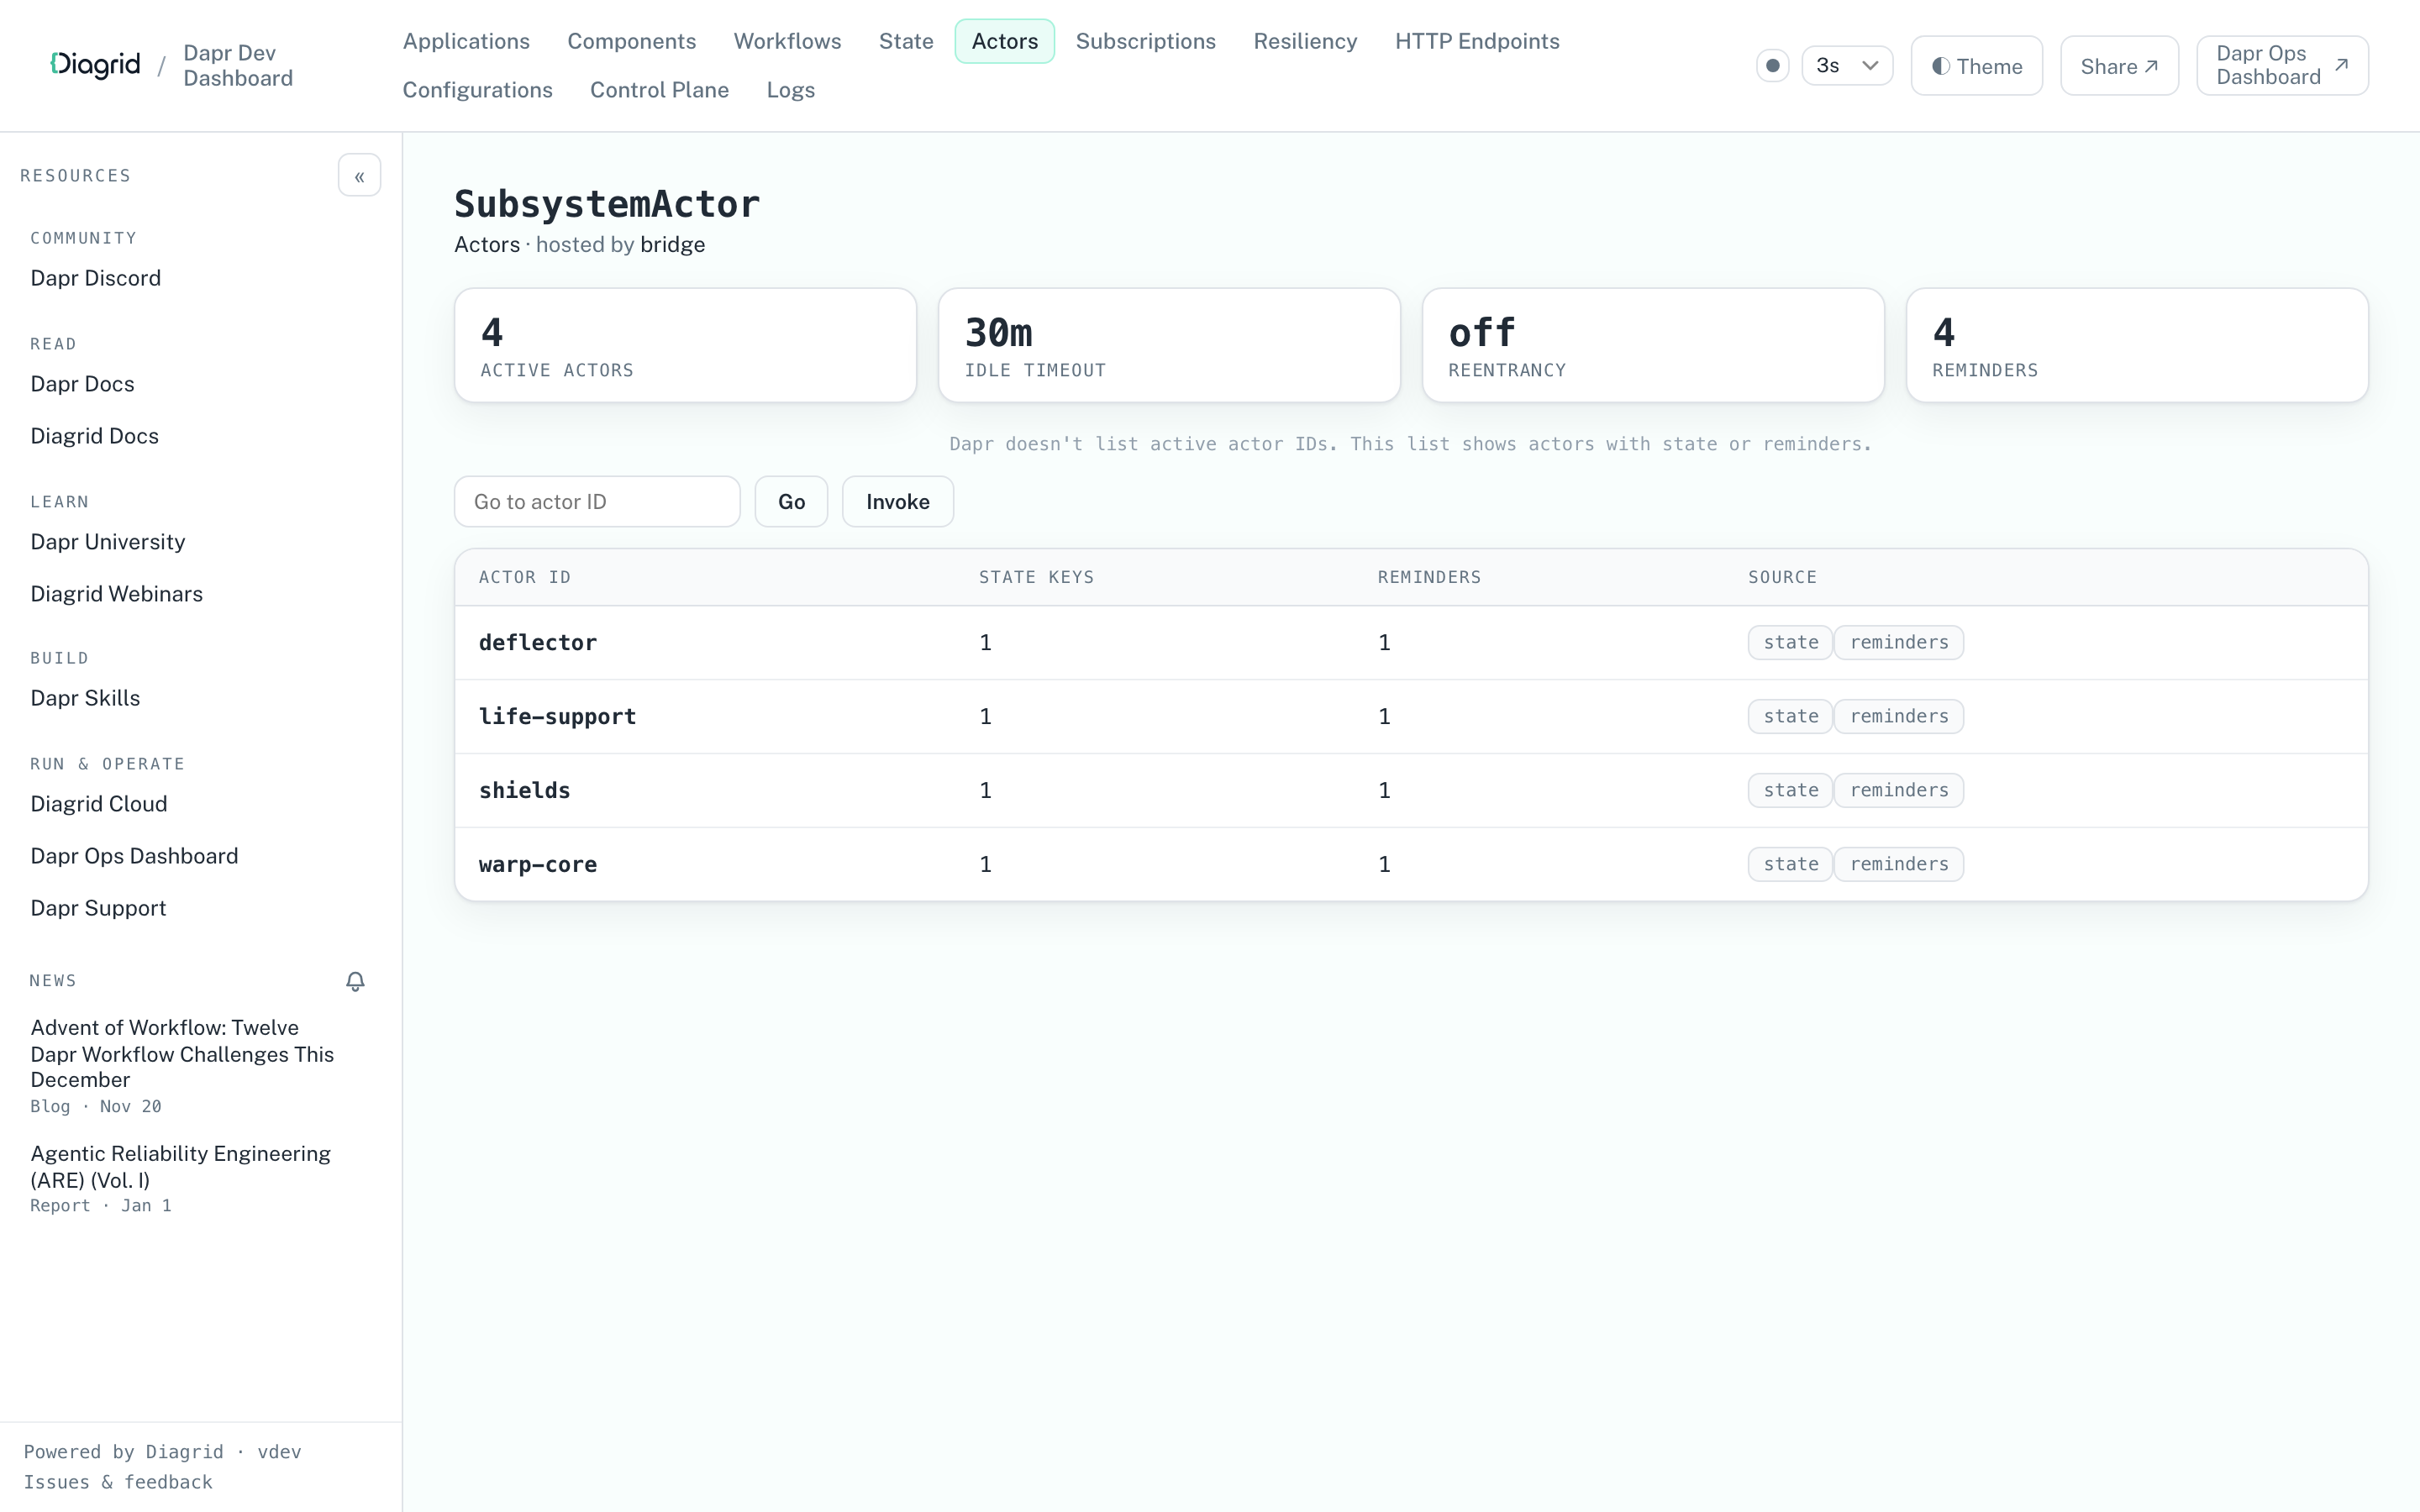 Diagrid / Dapr Dev Dashboard
Applications Components Workflows State Actors Subscriptions Resiliency HTTP Endpoints
Configurations Control Plane Logs
3s Theme Share ↗ Dapr Ops Dashboard ↗
RESOURCES «
COMMUNITY
Dapr Discord
READ
Dapr Docs
Diagrid Docs
LEARN
Dapr University
Diagrid Webinars
BUILD
Dapr Skills
RUN & OPERATE
Diagrid Cloud
Dapr Ops Dashboard
Dapr Support
NEWS
Advent of Workflow: Twelve
Dapr Workflow Challenges This
December
Blog · Nov 20
Agentic Reliability Engineering
(ARE) (Vol. I)
Report · Jan 1
Powered by Diagrid · vdev
Issues & feedback
SubsystemActor
Actors · hosted by bridge
4
ACTIVE ACTORS
30m
IDLE TIMEOUT
off
REENTRANCY
4
REMINDERS
Dapr doesn't list active actor IDs. This list shows actors with state or reminders.
Go to actor ID Go Invoke
ACTOR ID STATE KEYS REMINDERS SOURCE
deflector 1 1 state reminders
life-support 1 1 state reminders
shields 1 1 state reminders
warp-core 1 1 state reminders